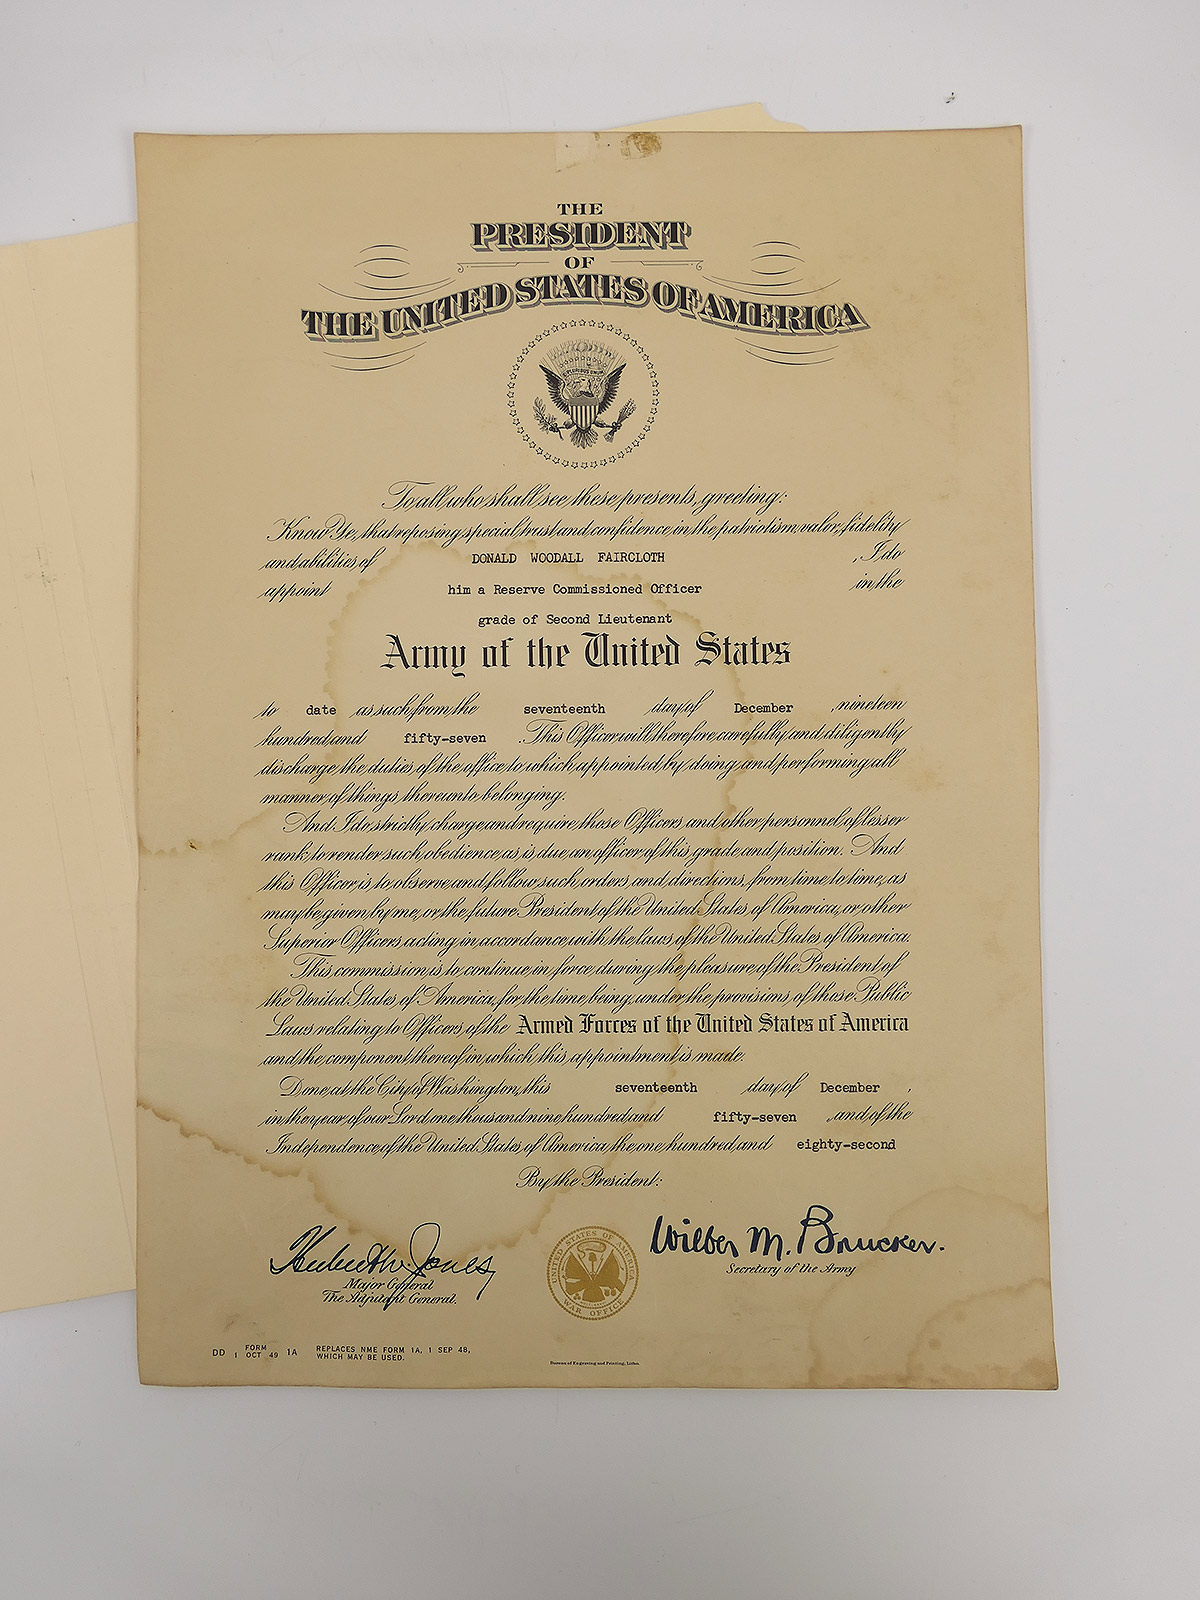 THE
PRESIDENT
OF
THE UNITED STATES OF AMERICA
E PLURIBUS UNUM
To all who shall see these presents, greeting:
Know Ye, that reposing special trust and confidence in the patriotism, valor, fidelity
and abilities of DONALD WOODALL FAIRCLOTH , I do
appoint him a Reserve Commissioned Officer in the
grade of Second Lieutenant
Army of the United States
to date as such from the seventeenth day of December , nineteen
hundred and fifty-seven . This Officer will therefore carefully and diligently
discharge the duties of the office to which appointed by doing and performing all
manner of things thereunto belonging.
And I do strictly charge and require those Officers and other personnel of lesser
rank to render such obedience as is due an officer of this grade and position. And
this Officer is to observe and follow such orders and directions, from time to time, as
may be given by me, or the future President of the United States of America, or other
Superior Officers acting in accordance with the laws of the United States of America.
This commission is to continue in force during the pleasure of the President of
the United States of America, for the time being, under the provisions of those Public
Laws relating to Officers of the Armed Forces of the United States of America
and the component thereof in which this appointment is made.
Done at the City of Washington, this seventeenth day of December ,
in the year of our Lord one thousand nine hundred and fifty-seven , and of the
Independence of the United States of America the one hundred and eighty-second
By the President:
Herbert M. Jones
Major General
The Adjutant General.
UNITED STATES OF AMERICA
WAR OFFICE
Wilber M. Brucker.
Secretary of the Army
DD FORM 1 OCT 49 1A REPLACES NME FORM 1A, 1 SEP 48,
WHICH MAY BE USED.
Bureau of Engraving and Printing, Litho.